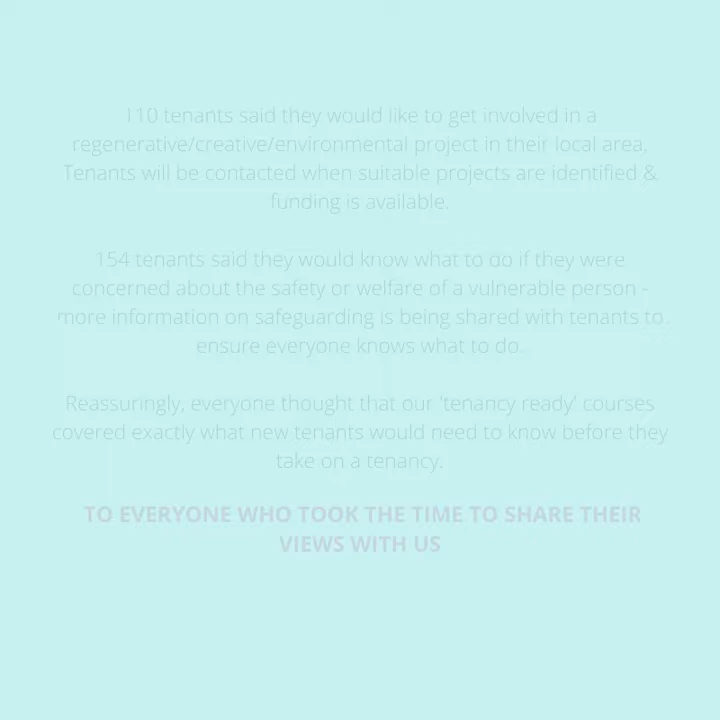 110 tenants said they would like to get involved in a
regenerative/creative/environmental project in their local area,
Tenants will be contacted when suitable projects are identified &
funding is available.
154 tenants said they would know what to do if they were
concerned about the safety or welfare of a vulnerable person -
more information on safeguarding is being shared with tenants to
ensure everyone knows what to do.
Reassuringly, everyone thought that our 'tenancy ready' courses
covered exactly what new tenants would need to know before they
take on a tenancy.
TO EVERYONE WHO TOOK THE TIME TO SHARE THEIR
VIEWS WITH US